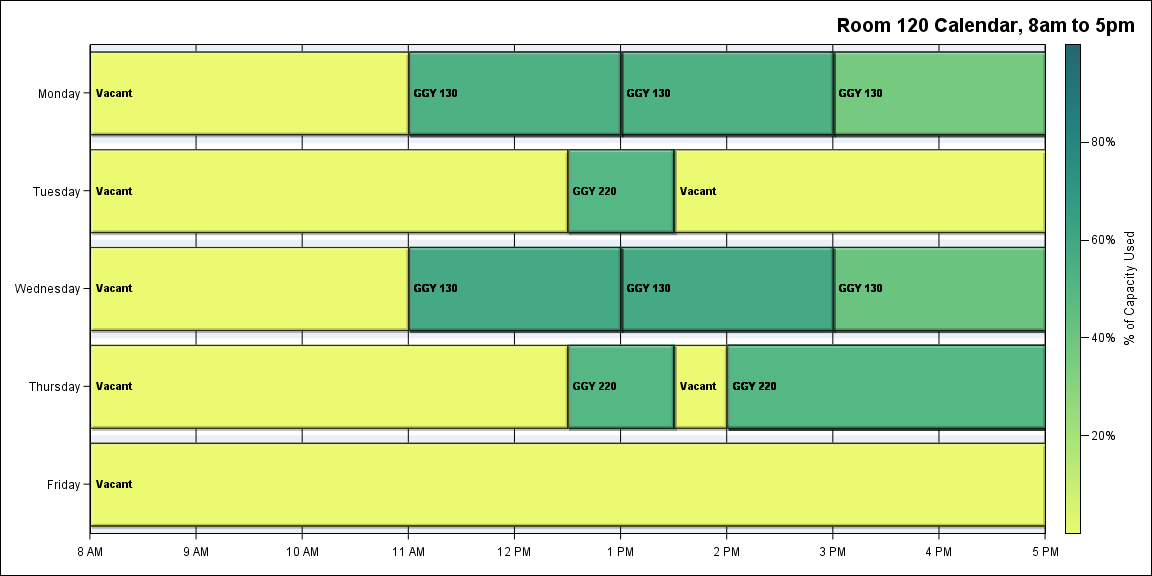 Room 120 Calendar, 8am to 5pm
Monday
Vacant
GGY 130
GGY 130
GGY 130
Tuesday
Vacant
GGY 220
Vacant
Wednesday
Vacant
GGY 130
GGY 130
GGY 130
Thursday
Vacant
GGY 220
Vacant
GGY 220
Friday
Vacant
8 AM
9 AM
10 AM
11 AM
12 PM
1 PM
2 PM
3 PM
4 PM
5 PM
80%
60%
40%
20%
% of Capacity Used